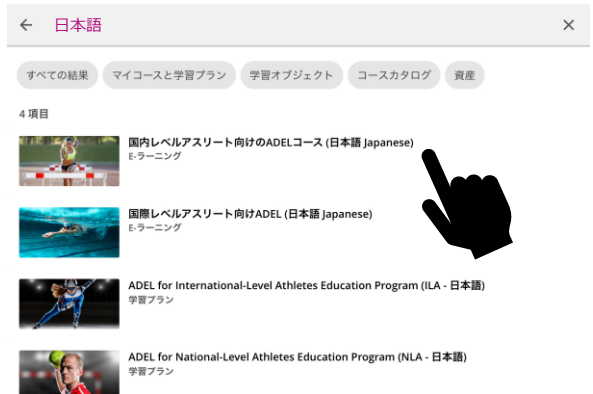 日本語
すべての結果 マイコースと学習プラン 学習オブジェクト コースカタログ 資産
4 項目
国内レベルアスリート向けのADELコース (日本語 Japanese)
E-ラーニング
国際レベルアスリート向けADEL (日本語 Japanese)
E-ラーニング
ADEL for International-Level Athletes Education Program (ILA - 日本語)
学習プラン
ADEL for National-Level Athletes Education Program (NLA - 日本語)
学習プラン